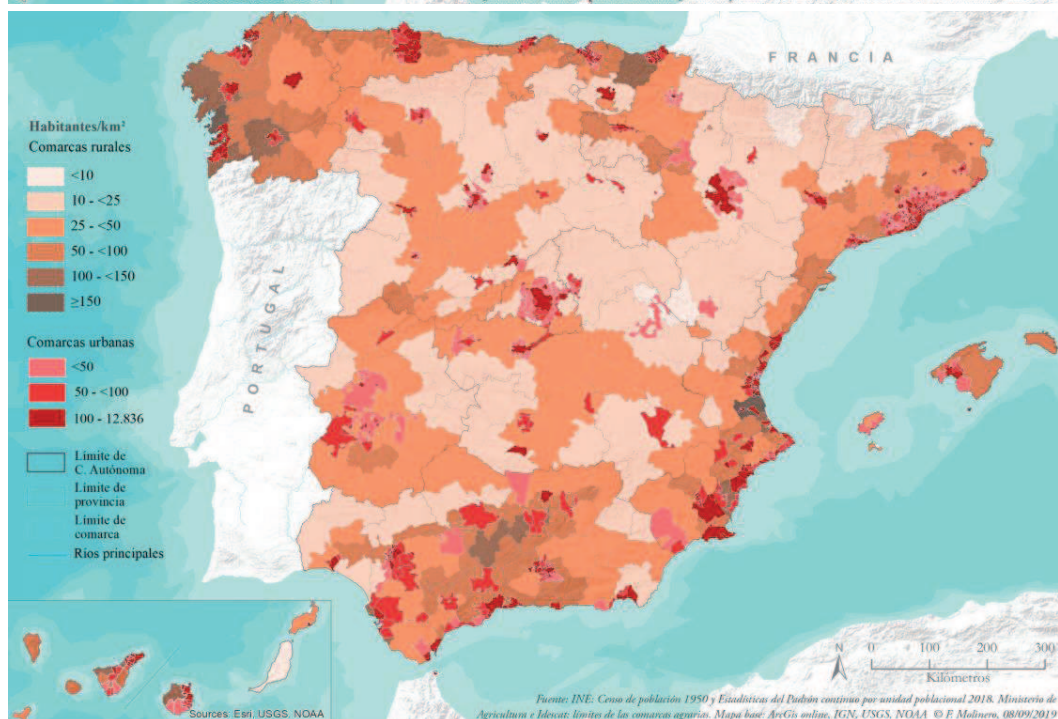 FRANCIA
PORTUGAL
Habitantes/km²
Comarcas rurales
<10
10 - <25
25 - <50
50 - <100
100 - <150
≥150
Comarcas urbanas
<50
50 - <100
100 - 12.836
Límite de
C. Autónoma
Límite de
provincia
Límite de
comarca
Ríos principales
Sources: Esri, USGS, NOAA
N
0 100 200 300
Kilómetros
Fuente: INE: Censo de población 1950 y Estadísticas del Padrón continuo por unidad poblacional 2018. Ministerio de
Agricultura e Idescat: límites de las comarcas agrarias. Mapa base: ArcGis online, IGN, USGS, NOAA © F. Molinero, 08/09/2019